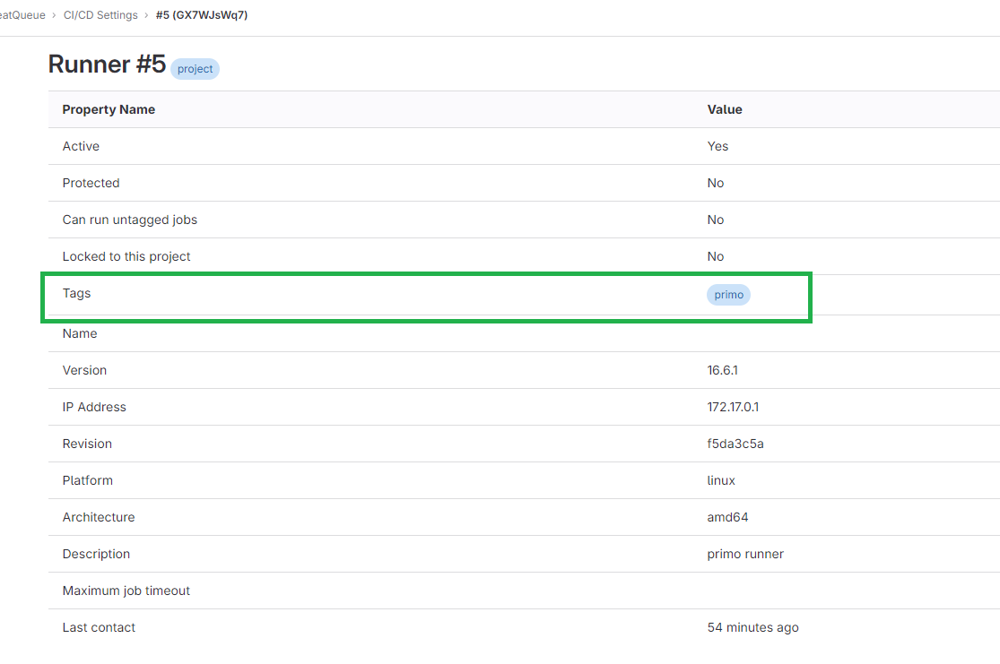 eatQueue › CI/CD Settings › #5 (GX7WJsWq7)
Runner #5 project
Property Name Value
Active Yes
Protected No
Can run untagged jobs No
Locked to this project No
Tags primo
Name
Version 16.6.1
IP Address 172.17.0.1
Revision f5da3c5a
Platform linux
Architecture amd64
Description primo runner
Maximum job timeout
Last contact 54 minutes ago